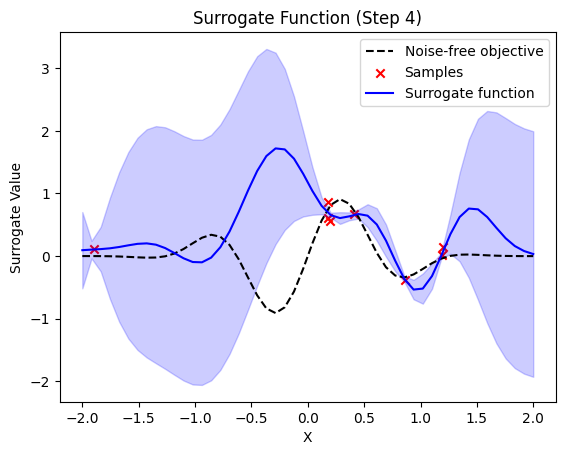 Surrogate Function (Step 4)
Noise-free objective
Samples
Surrogate function
Surrogate Value
3
2
1
0
−1
−2
−2.0 −1.5 −1.0 −0.5 0.0 0.5 1.0 1.5 2.0
X